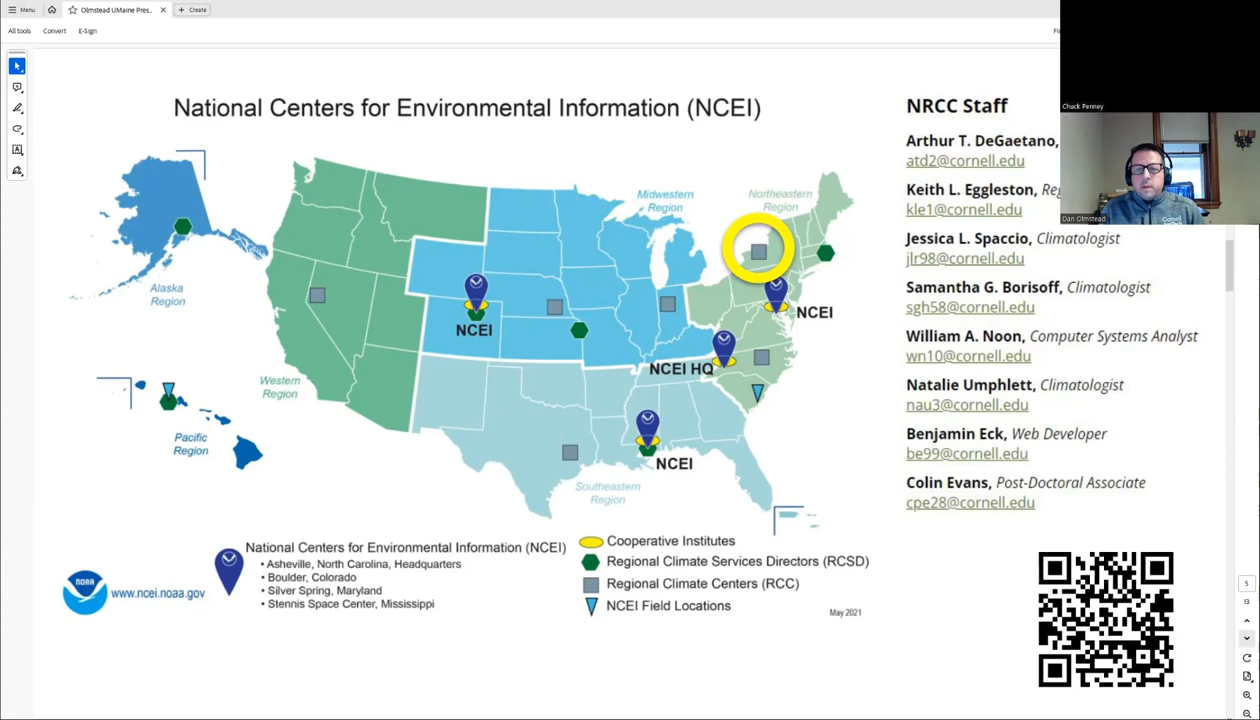 Menu
Olmstead UMaine Pres...
Create
All tools
Convert
E-Sign
National Centers for Environmental Information (NCEI)
Alaska
Region
Midwestern
Region
Northeastern
Region
NCEI
NCEI
NCEI HQ
Western
Region
Pacific
Region
NCEI
Southeastern
Region
NOAA
www.ncei.noaa.gov
National Centers for Environmental Information (NCEI)
• Asheville, North Carolina, Headquarters
• Boulder, Colorado
• Silver Spring, Maryland
• Stennis Space Center, Mississippi
Cooperative Institutes
Regional Climate Services Directors (RCSD)
Regional Climate Centers (RCC)
NCEI Field Locations
May 2021
NRCC Staff
Arthur T. DeGaetano,
atd2@cornell.edu
Keith L. Eggleston,
kle1@cornell.edu
Jessica L. Spaccio, Climatologist
jlr98@cornell.edu
Samantha G. Borisoff, Climatologist
sgh58@cornell.edu
William A. Noon, Computer Systems Analyst
wn10@cornell.edu
Natalie Umphlett, Climatologist
nau3@cornell.edu
Benjamin Eck, Web Developer
be99@cornell.edu
Colin Evans, Post-Doctoral Associate
cpe28@cornell.edu
Chuck Penney
Cornell
Dan Olmstead
5
13